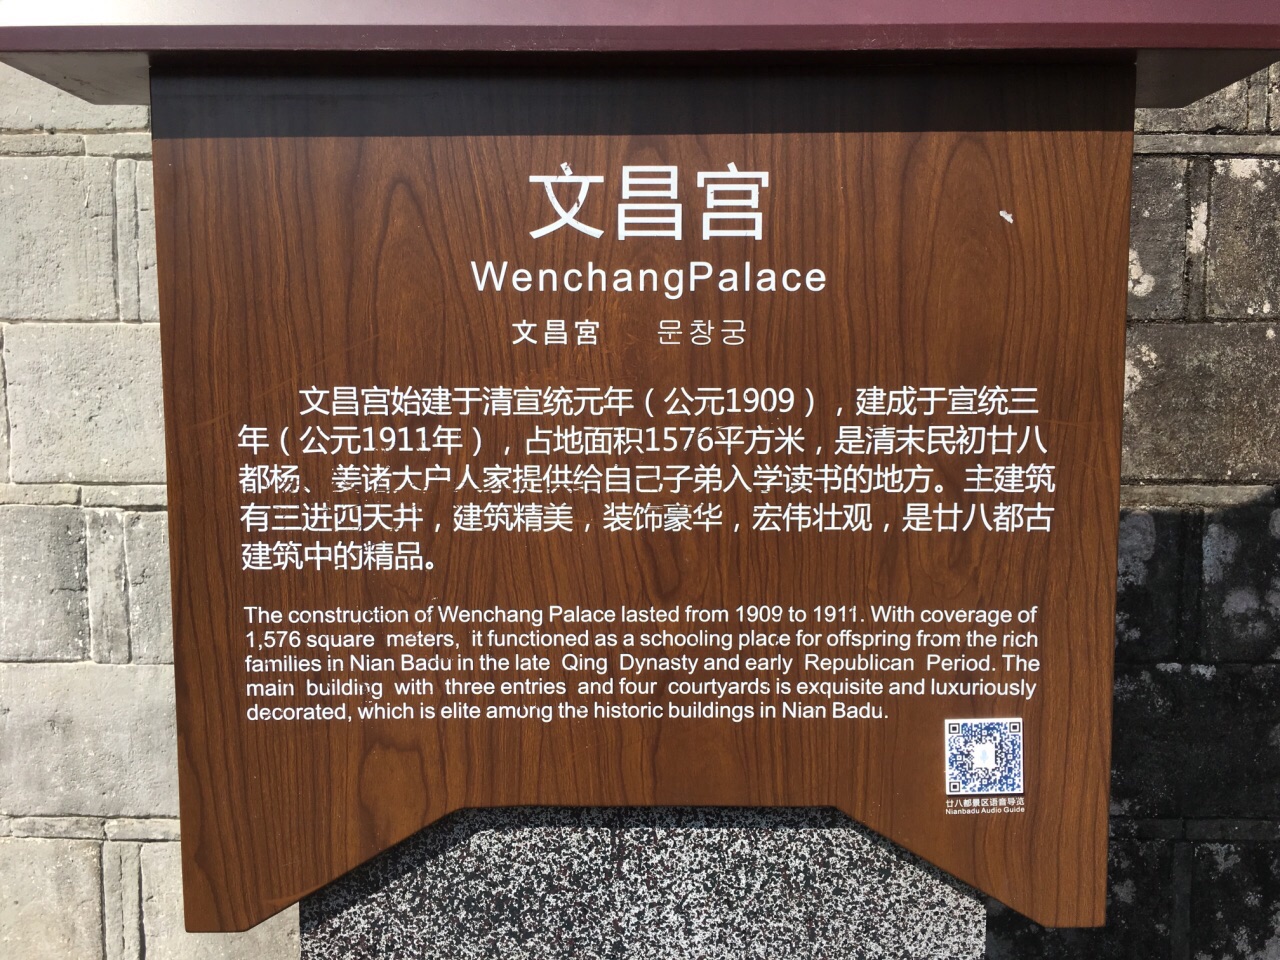 文昌宫
WenchangPalace
文昌宮 문창궁
文昌宫始建于清宣统元年（公元1909），建成于宣统三
年（公元1911年），占地面积1576平方米，是清末民初廿八
都杨、姜诸大户人家提供给自己子弟入学读书的地方。主建筑
有三进四天井，建筑精美，装饰豪华，宏伟壮观，是廿八都古
建筑中的精品。
The construction of Wenchang Palace lasted from 1909 to 1911. With coverage of
1,576 square meters, it functioned as a schooling place for offspring from the rich
families in Nian Badu in the late Qing Dynasty and early Republican Period. The
main building with three entries and four courtyards is exquisite and luxuriously
decorated, which is elite among the historic buildings in Nian Badu.
廿八都景区语音导览
Nianbadu Audio Guide